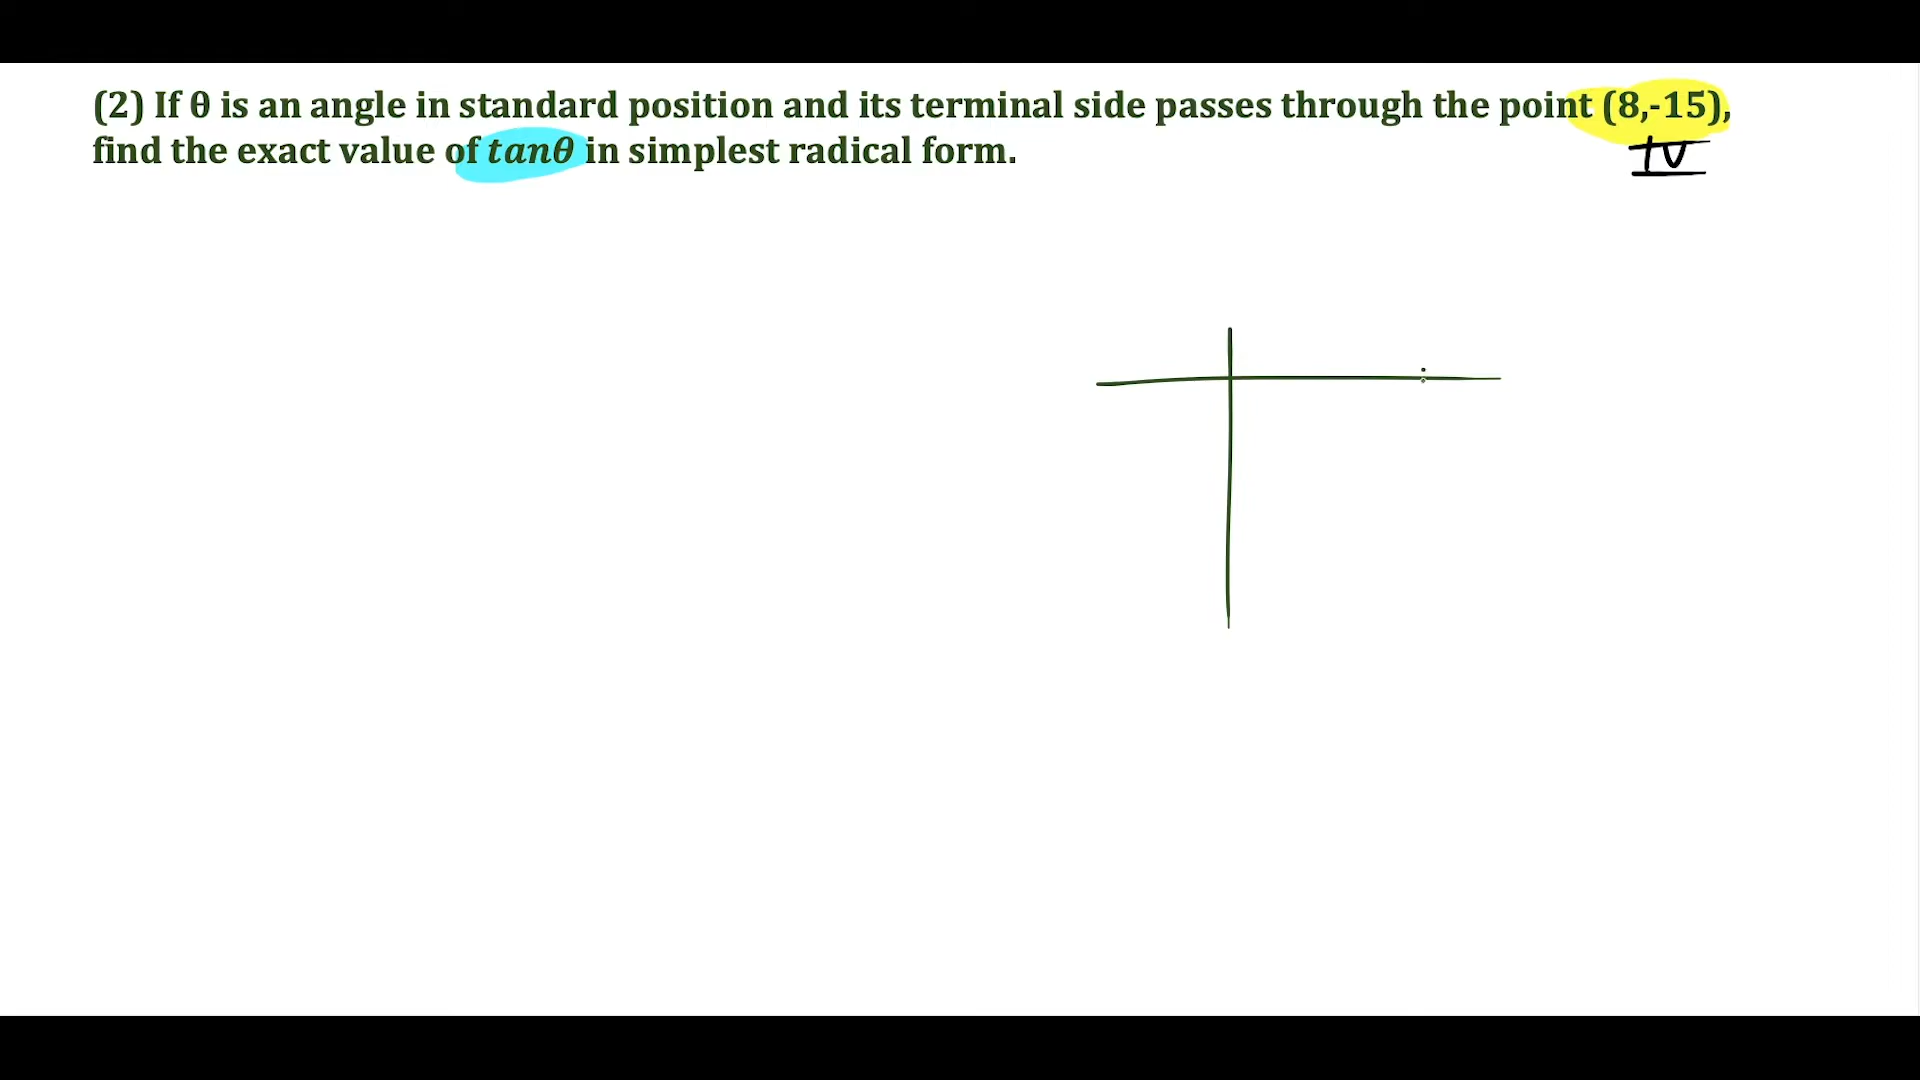 (2) If θ is an angle in standard position and its terminal side passes through the point (8,-15),
find the exact value of tanθ in simplest radical form.
IV